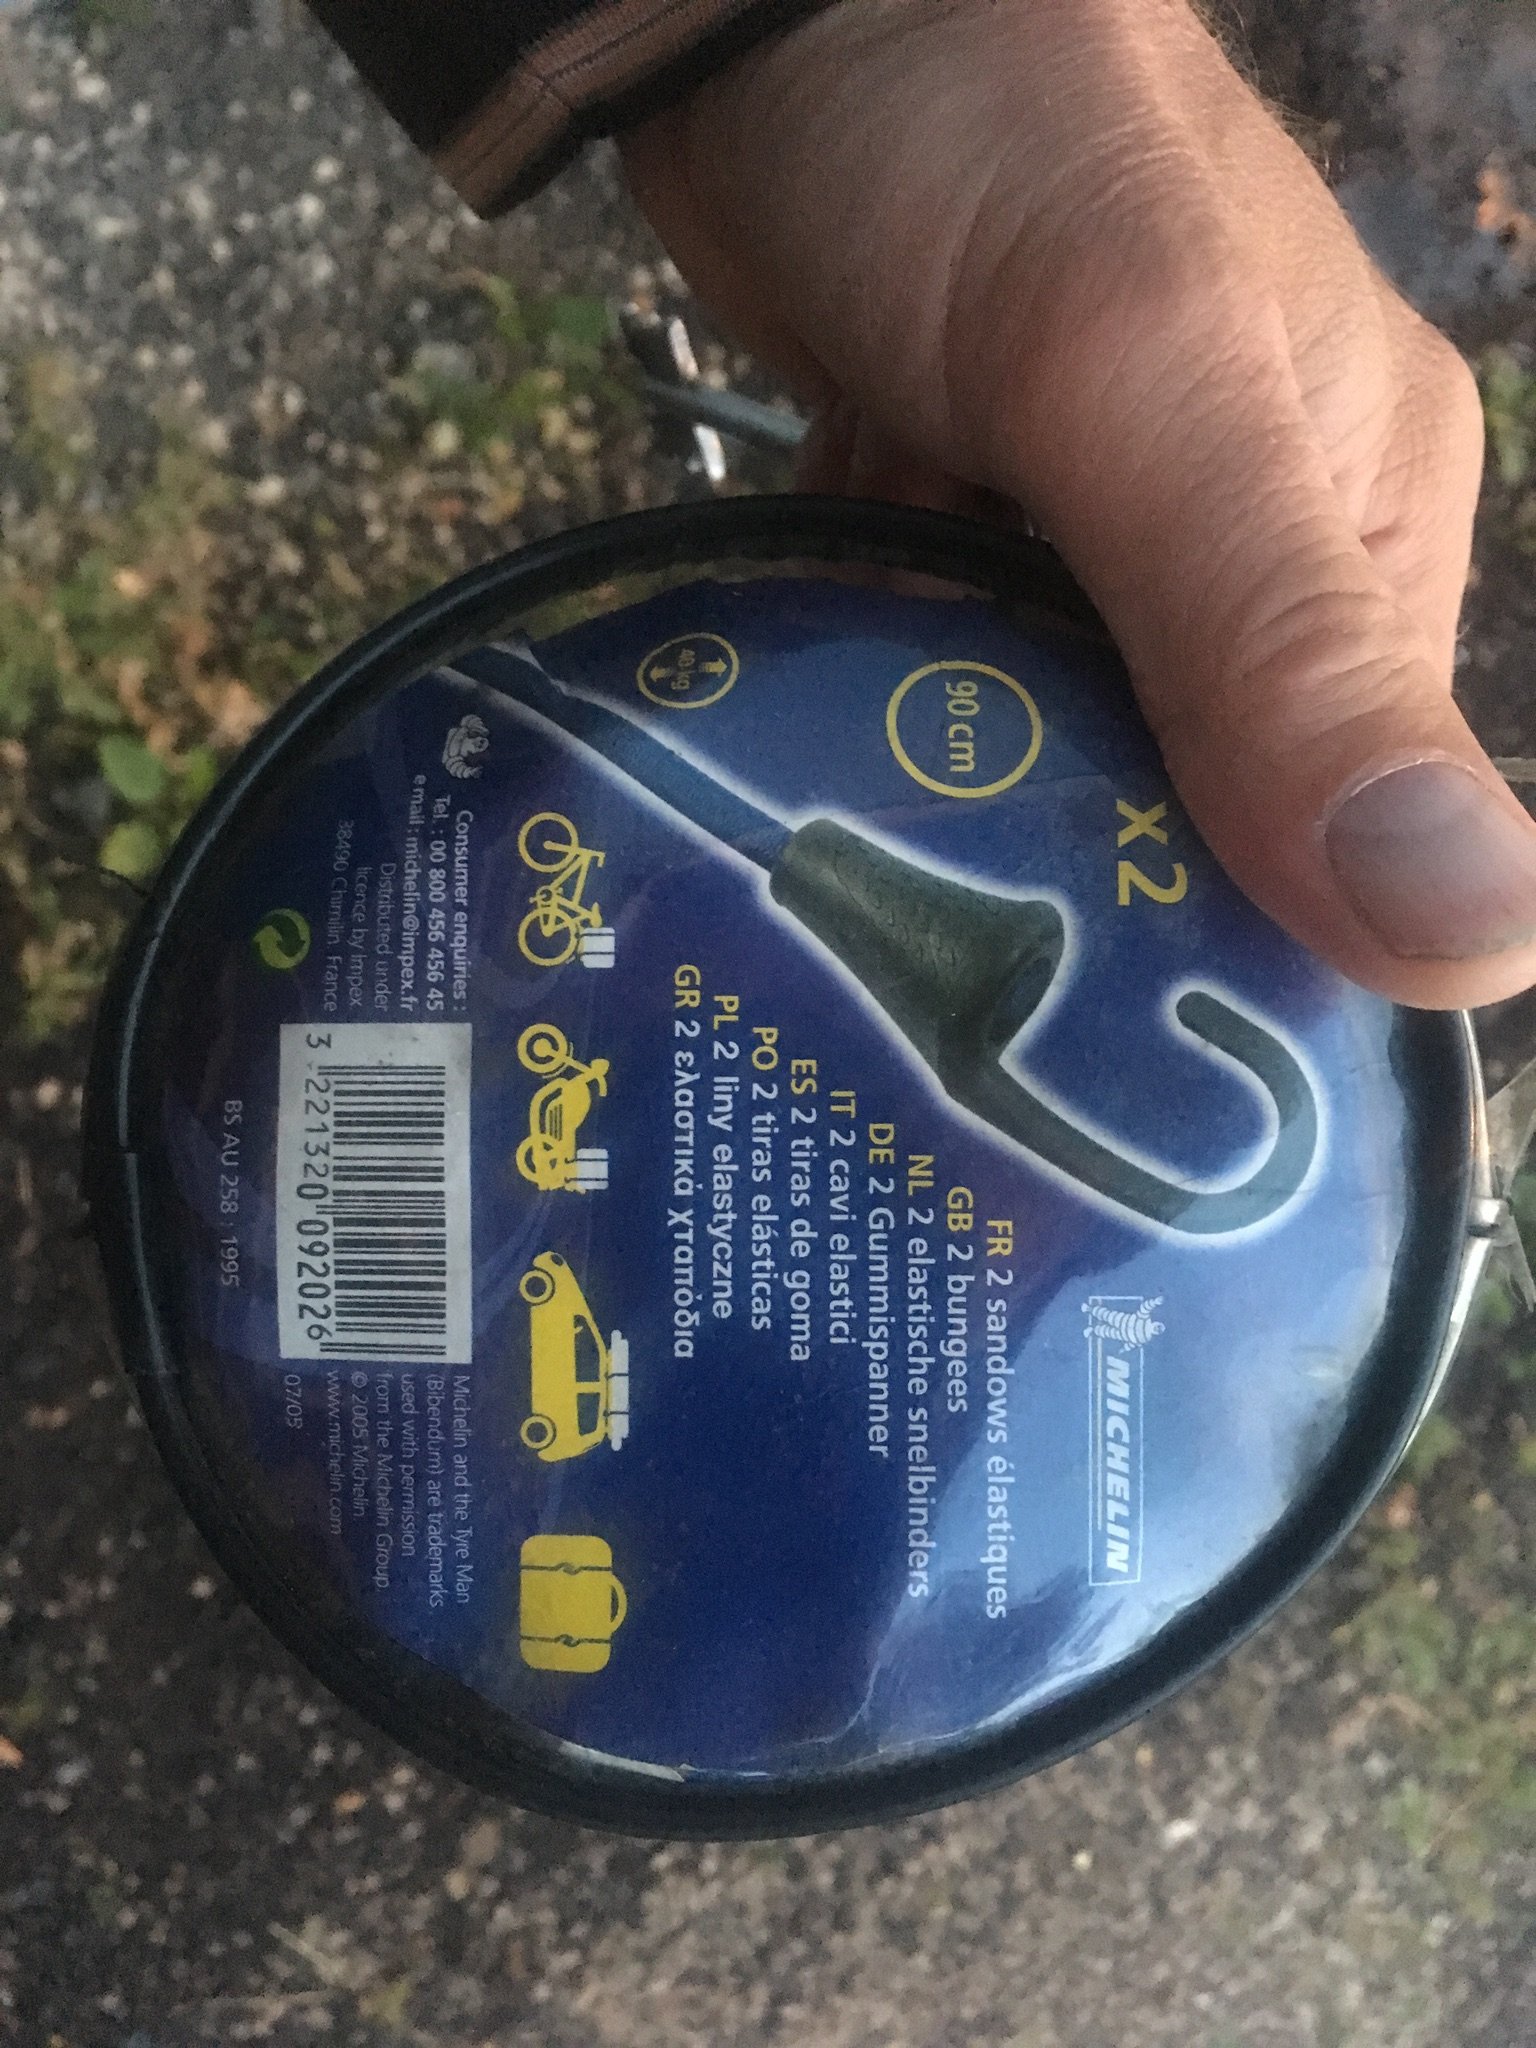 x2
90 cm
40 kg
MICHELIN
FR 2 sandows élastiques
GB 2 bungees
NL 2 elastische snelbinders
DE 2 Gummispanner
IT 2 cavi elastici
ES 2 tiras de goma
PO 2 tiras elásticas
PL 2 liny elastyczne
GR 2 ελαστικά χταπόδια
Consumer enquiries :
Tel. : 00 800 456 456 45
e-mail : michelin@impex.fr
Distributed under
licence by Impex
38490 Chimilin France
3 221320 092026
Michelin and the Tyre Man
(Bibendum) are trademarks
used with permission
from the Michelin Group.
© 2005 Michelin
www.michelin.com
07/05
BS AU 258 : 1995